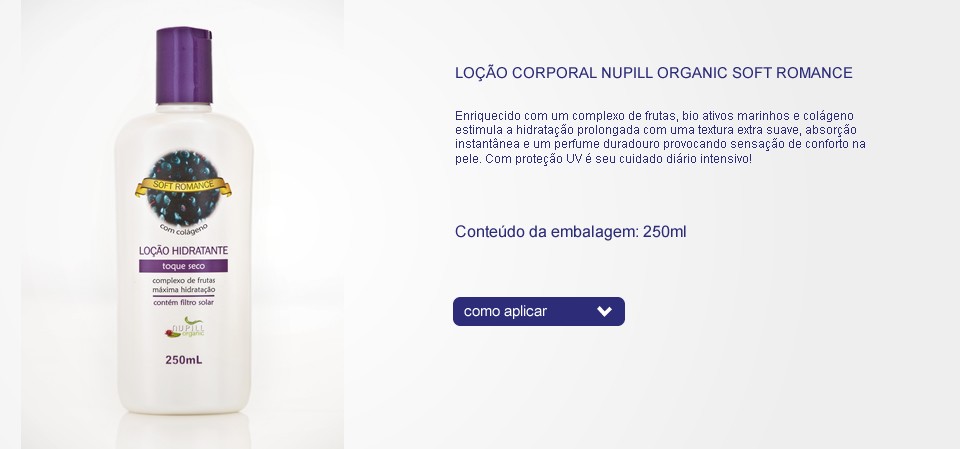 LOÇÃO CORPORAL NUPILL ORGANIC SOFT ROMANCE
Enriquecido com um complexo de frutas, bio ativos marinhos e colágeno
estimula a hidratação prolongada com uma textura extra suave, absorção
instantânea e um perfume duradouro provocando sensação de conforto na
pele. Com proteção UV é seu cuidado diário intensivo!
Conteúdo da embalagem: 250ml
como aplicar
SOFT ROMANCE
com colágeno
LOÇÃO HIDRATANTE
toque seco
complexo de frutas
máxima hidratação
contém filtro solar
NUPILL
organic
250mL